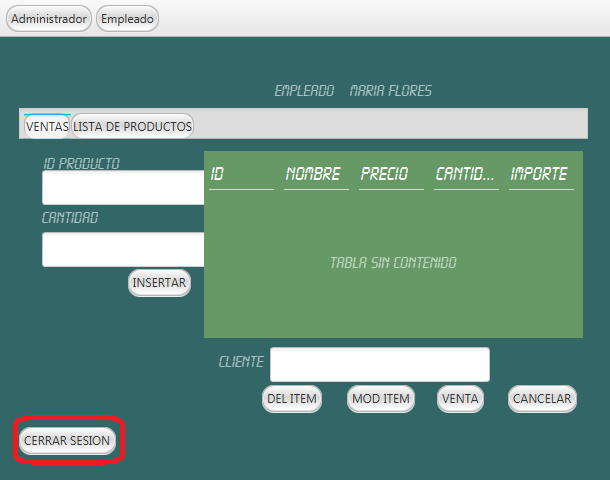 Administrador Empleado
EMPLEADO MARIA FLORES
VENTAS LISTA DE PRODUCTOS
ID PRODUCTO
ID NOMBRE PRECIO CANTID... IMPORTE
CANTIDAD
TABLA SIN CONTENIDO
INSERTAR
CLIENTE
DEL ITEM MOD ITEM VENTA CANCELAR
CERRAR SESION